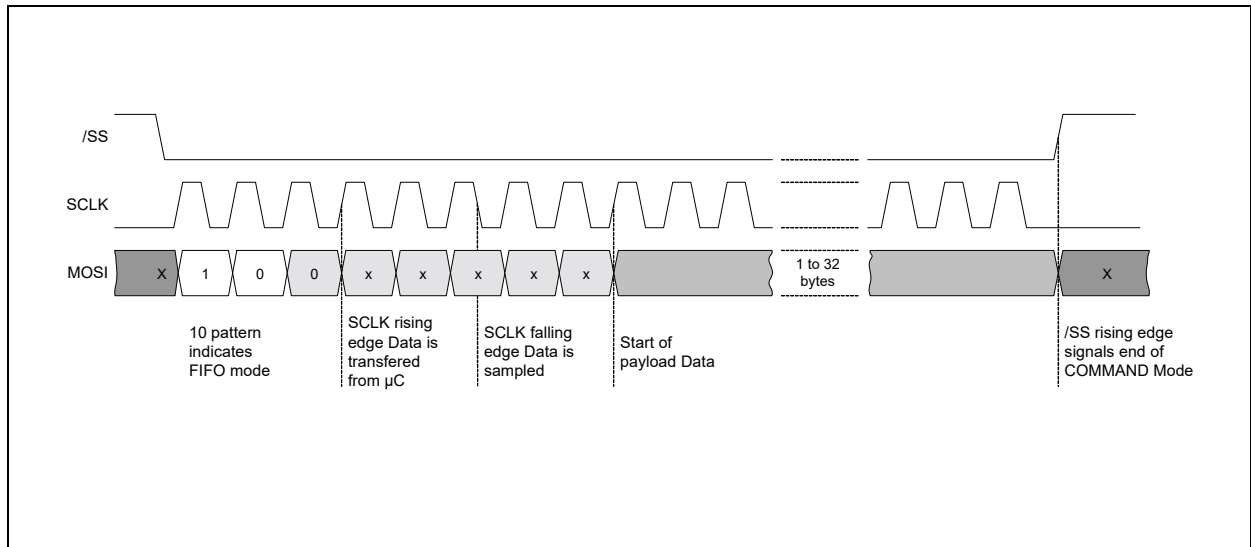 /SS
SCLK
MOSI
X 1 0 0 x x x x x
1 to 32
bytes
X
10 pattern
indicates
FIFO mode
SCLK rising
edge Data is
transfered
from µC
SCLK falling
edge Data is
sampled
Start of
payload Data
/SS rising edge
signals end of
COMMAND Mode